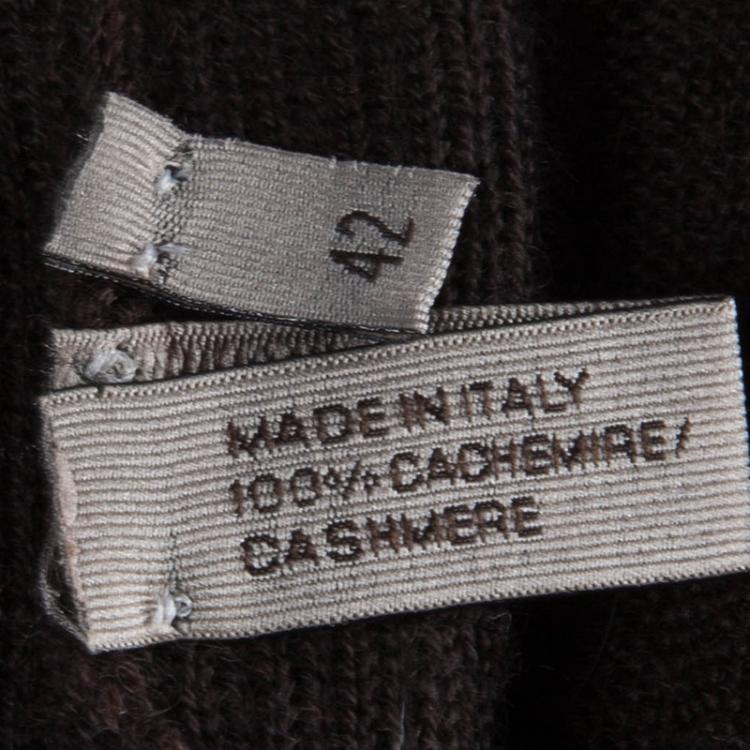 42
MADE IN ITALY
100% CACHEMIRE/
CASHMERE